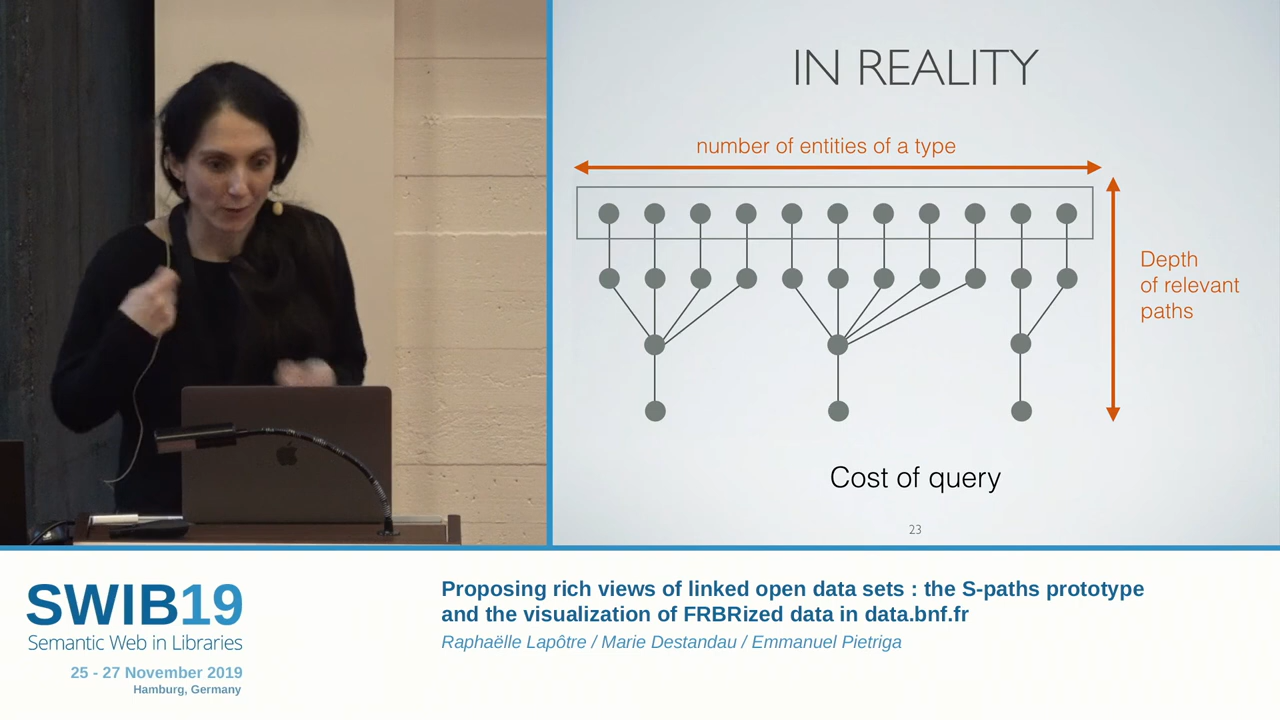 IN REALITY
number of entities of a type
Depth
of relevant
paths
Cost of query
23
SWIB19
Semantic Web in Libraries
25 - 27 November 2019
Hamburg, Germany
Proposing rich views of linked open data sets : the S-paths prototype
and the visualization of FRBRized data in data.bnf.fr
Raphaëlle Lapôtre / Marie Destandau / Emmanuel Pietriga